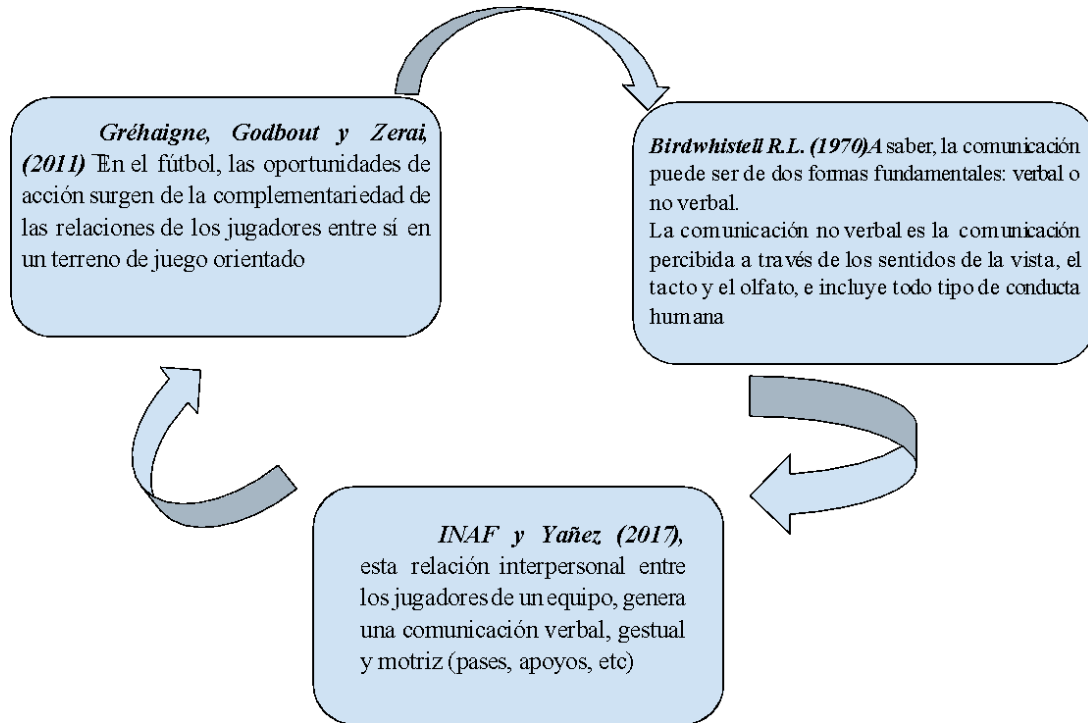 Gréhaigne, Godbout y Zerai,
(2011) En el fútbol, las oportunidades de
acción surgen de la complementariedad de
las relaciones de los jugadores entre sí en
un terreno de juego orientado
Birdwhistell R.L. (1970)A saber, la comunicación
puede ser de dos formas fundamentales: verbal o
no verbal.
La comunicación no verbal es la comunicación
percibida a través de los sentidos de la vista, el
tacto y el olfato, e incluye todo tipo de conducta
humana
INAF y Yañez (2017),
esta relación interpersonal entre
los jugadores de un equipo, genera
una comunicación verbal, gestual
y motriz (pases, apoyos, etc)